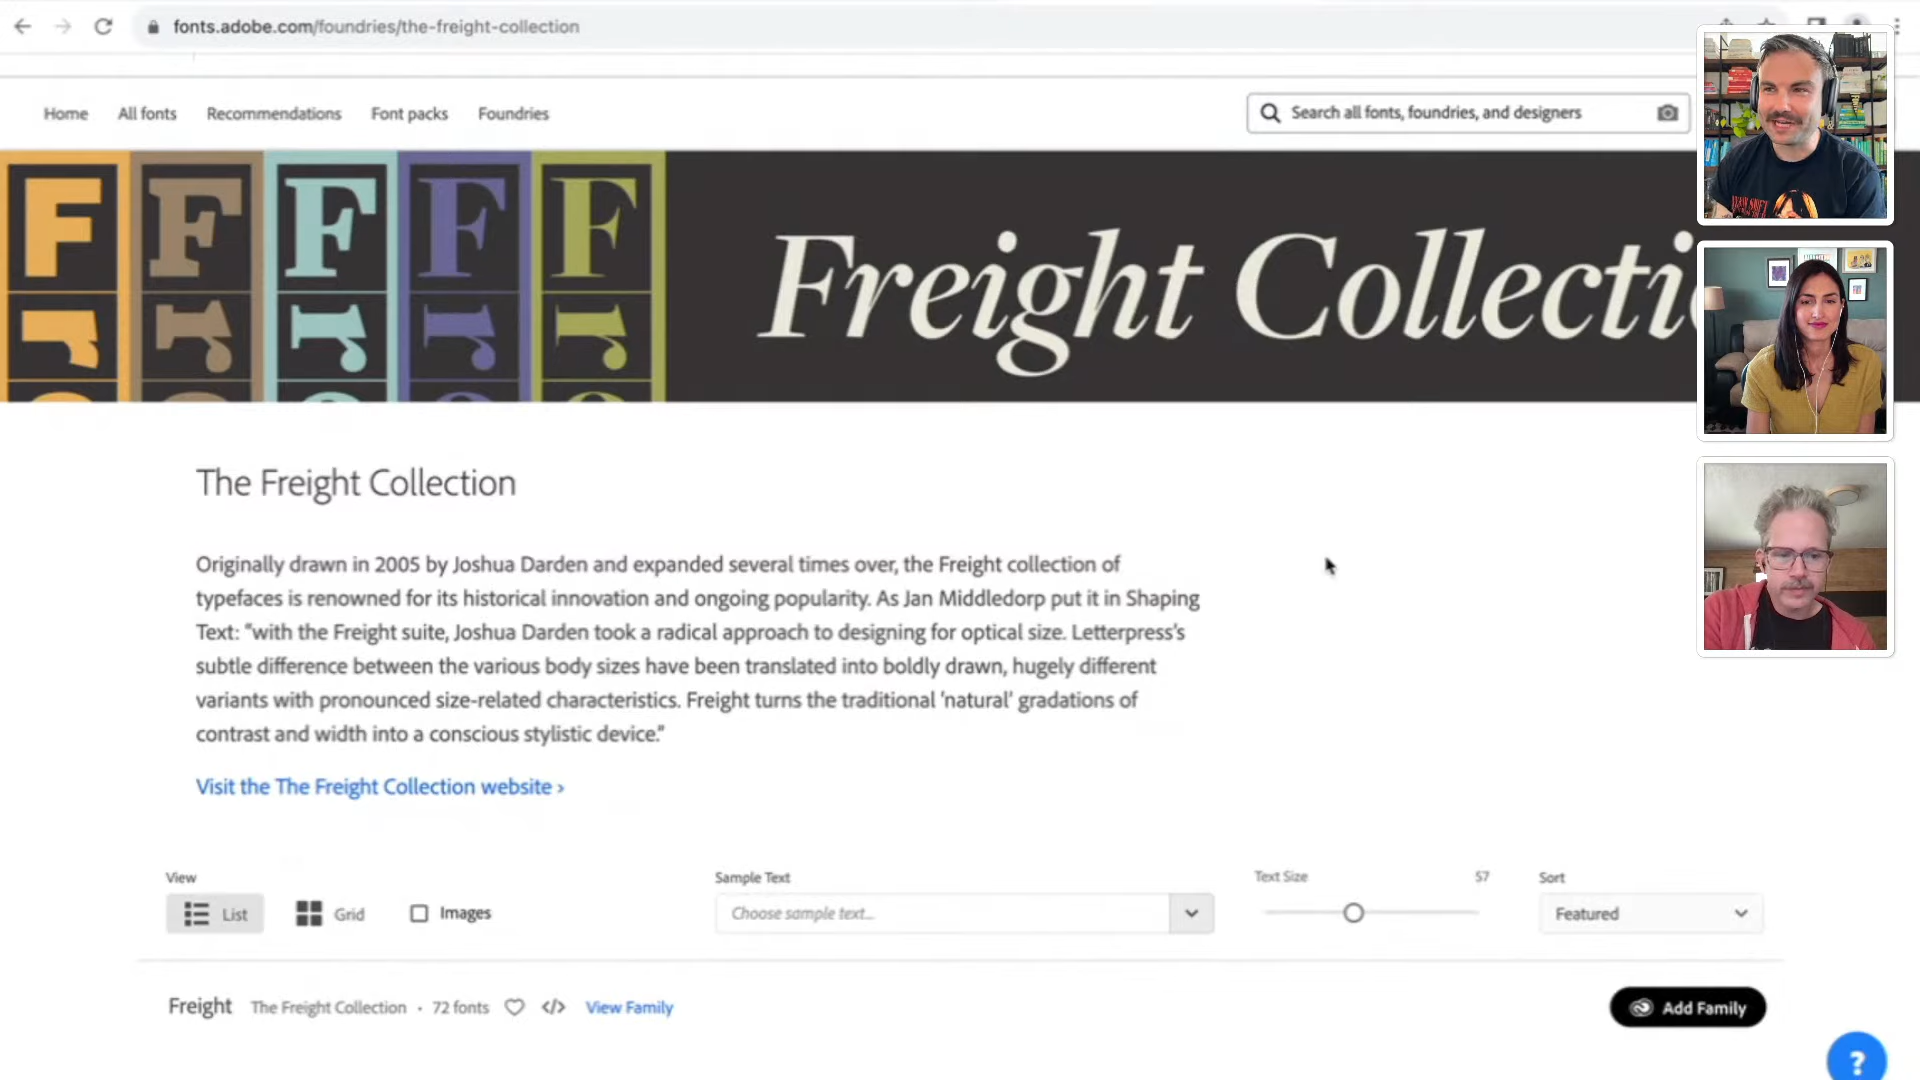 fonts.adobe.com/foundries/the-freight-collection
Home All fonts Recommendations Font packs Foundries
Search all fonts, foundries, and designers
F F F F F
r r r r r
Freight Collecti
The Freight Collection
Originally drawn in 2005 by Joshua Darden and expanded several times over, the Freight collection of
typefaces is renowned for its historical innovation and ongoing popularity. As Jan Middledorp put it in Shaping
Text: “with the Freight suite, Joshua Darden took a radical approach to designing for optical size. Letterpress’s
subtle difference between the various body sizes have been translated into boldly drawn, hugely different
variants with pronounced size-related characteristics. Freight turns the traditional ‘natural’ gradations of
contrast and width into a conscious stylistic device.”
Visit the The Freight Collection website ›
View Sample Text Text Size 57 Sort
List Grid Images Choose sample text... Featured
Freight The Freight Collection · 72 fonts </> View Family Add Family
?